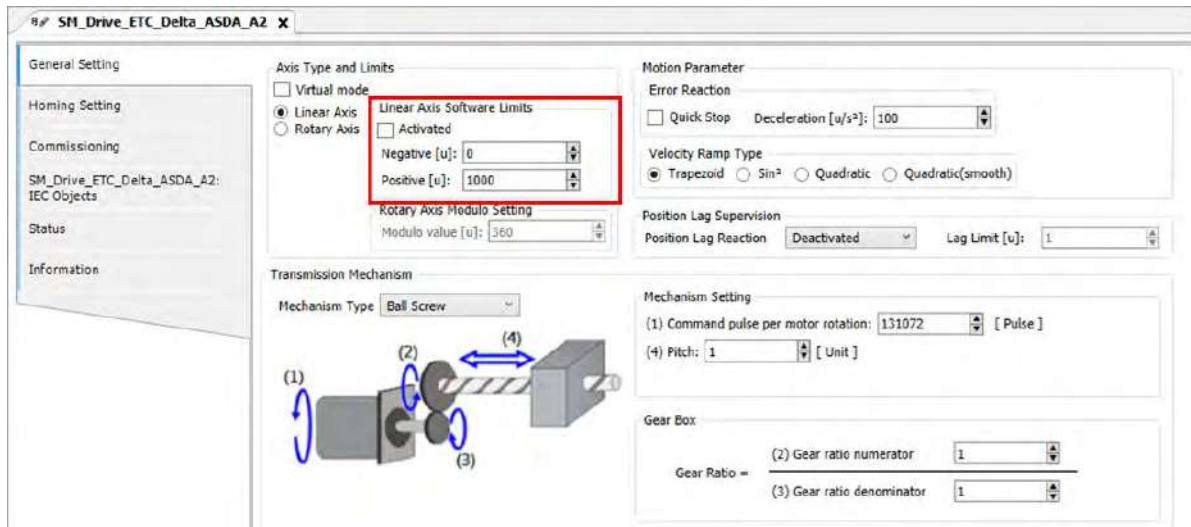 SM_Drive_ETC_Delta_ASDA_A2 X
General Setting
Homing Setting
Commissioning
SM_Drive_ETC_Delta_ASDA_A2:
IEC Objects
Status
Information
Axis Type and Limits
Virtual mode
Linear Axis
Rotary Axis
Linear Axis Software Limits
Activated
Negative [u]: 0
Positive [u]: 1000
Rotary Axis Modulo Setting
Modulo value [u]: 360
Motion Parameter
Error Reaction
Quick Stop Deceleration [u/s²]: 100
Velocity Ramp Type
Trapezoid Sin² Quadratic Quadratic(smooth)
Position Lag Supervision
Position Lag Reaction Deactivated Lag Limit [u]: 1
Transmission Mechanism
Mechanism Type Ball Screw
(1)
(2)
(4)
(3)
Mechanism Setting
(1) Command pulse per motor rotation: 131072 [ Pulse ]
(4) Pitch: 1 [ Unit ]
Gear Box
Gear Ratio =
(2) Gear ratio numerator 1
(3) Gear ratio denominator 1